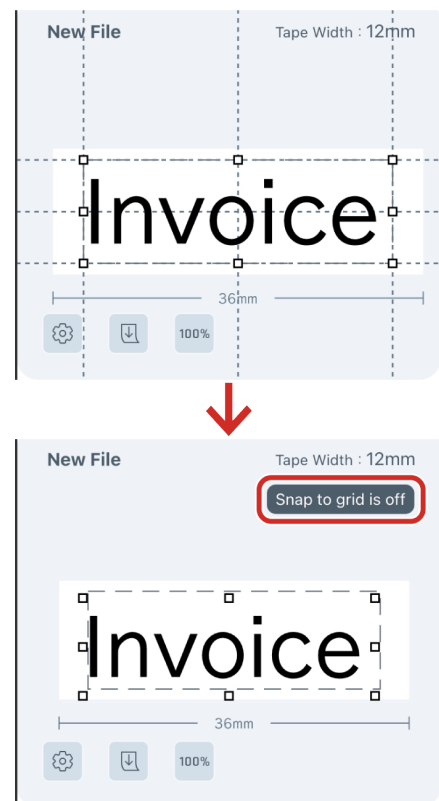 New File
Tape Width : 12mm
Invoice
36mm
100%
New File
Tape Width : 12mm
Snap to grid is off
Invoice
36mm
100%